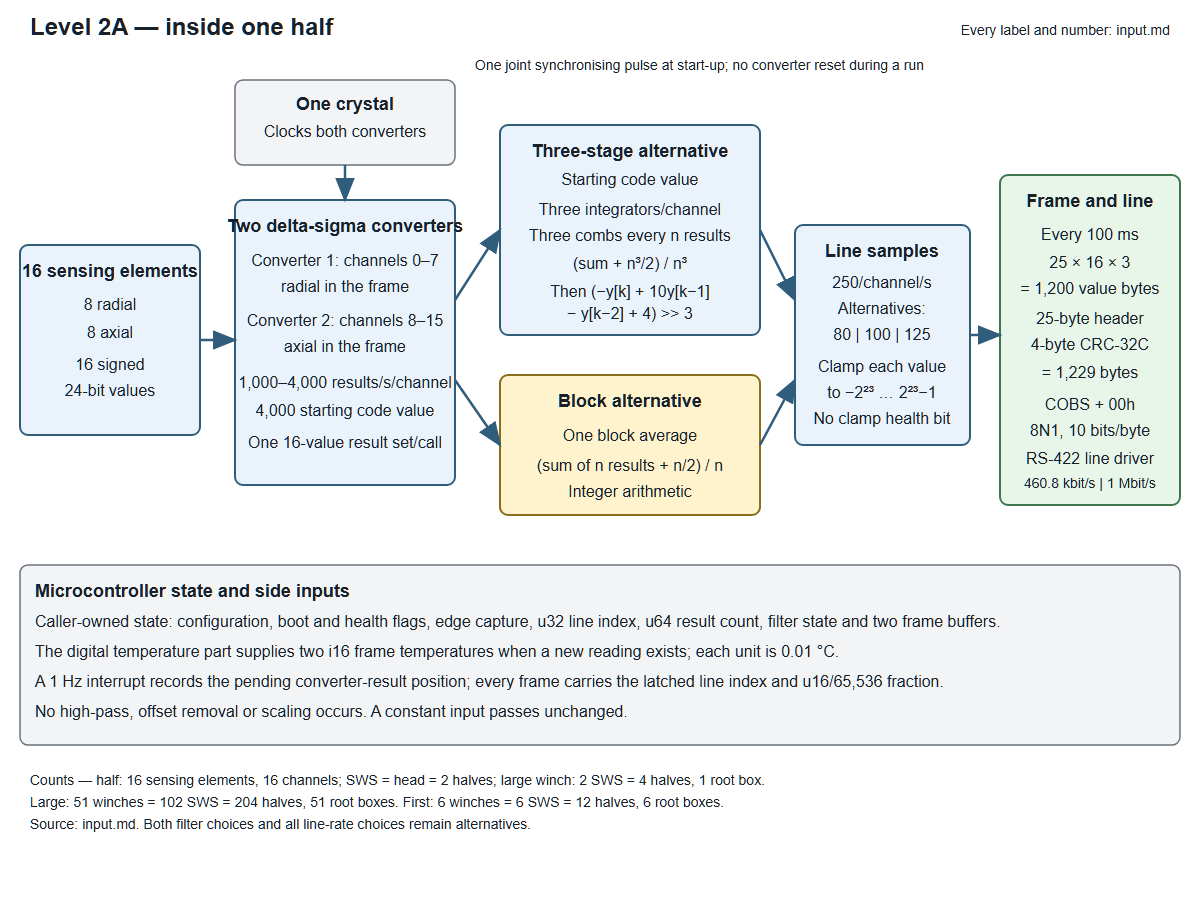 Level 2A — inside one half
Every label and number: input.md
One joint synchronising pulse at start-up; no converter reset during a run
One crystal
Clocks both converters
16 sensing elements
8 radial
8 axial
16 signed
24-bit values
Two delta-sigma converters
Converter 1: channels 0–7
radial in the frame
Converter 2: channels 8–15
axial in the frame
1,000–4,000 results/s/channel
4,000 starting code value
One 16-value result set/call
Three-stage alternative
Starting code value
Three integrators/channel
Three combs every n results
(sum + n³/2) / n³
Then (−y[k] + 10y[k−1]
− y[k−2] + 4) >> 3
Block alternative
One block average
(sum of n results + n/2) / n
Integer arithmetic
Line samples
250/channel/s
Alternatives:
80 | 100 | 125
Clamp each value
to −2²³ … 2²³−1
No clamp health bit
Frame and line
Every 100 ms
25 × 16 × 3
= 1,200 value bytes
25-byte header
4-byte CRC-32C
= 1,229 bytes
COBS + 00h
8N1, 10 bits/byte
RS-422 line driver
460.8 kbit/s | 1 Mbit/s
Microcontroller state and side inputs
Caller-owned state: configuration, boot and health flags, edge capture, u32 line index, u64 result count, filter state and two frame buffers.
The digital temperature part supplies two i16 frame temperatures when a new reading exists; each unit is 0.01 °C.
A 1 Hz interrupt records the pending converter-result position; every frame carries the latched line index and u16/65,536 fraction.
No high-pass, offset removal or scaling occurs. A constant input passes unchanged.
Counts — half: 16 sensing elements, 16 channels; SWS = head = 2 halves; large winch: 2 SWS = 4 halves, 1 root box.
Large: 51 winches = 102 SWS = 204 halves, 51 root boxes. First: 6 winches = 6 SWS = 12 halves, 6 root boxes.
Source: input.md. Both filter choices and all line-rate choices remain alternatives.